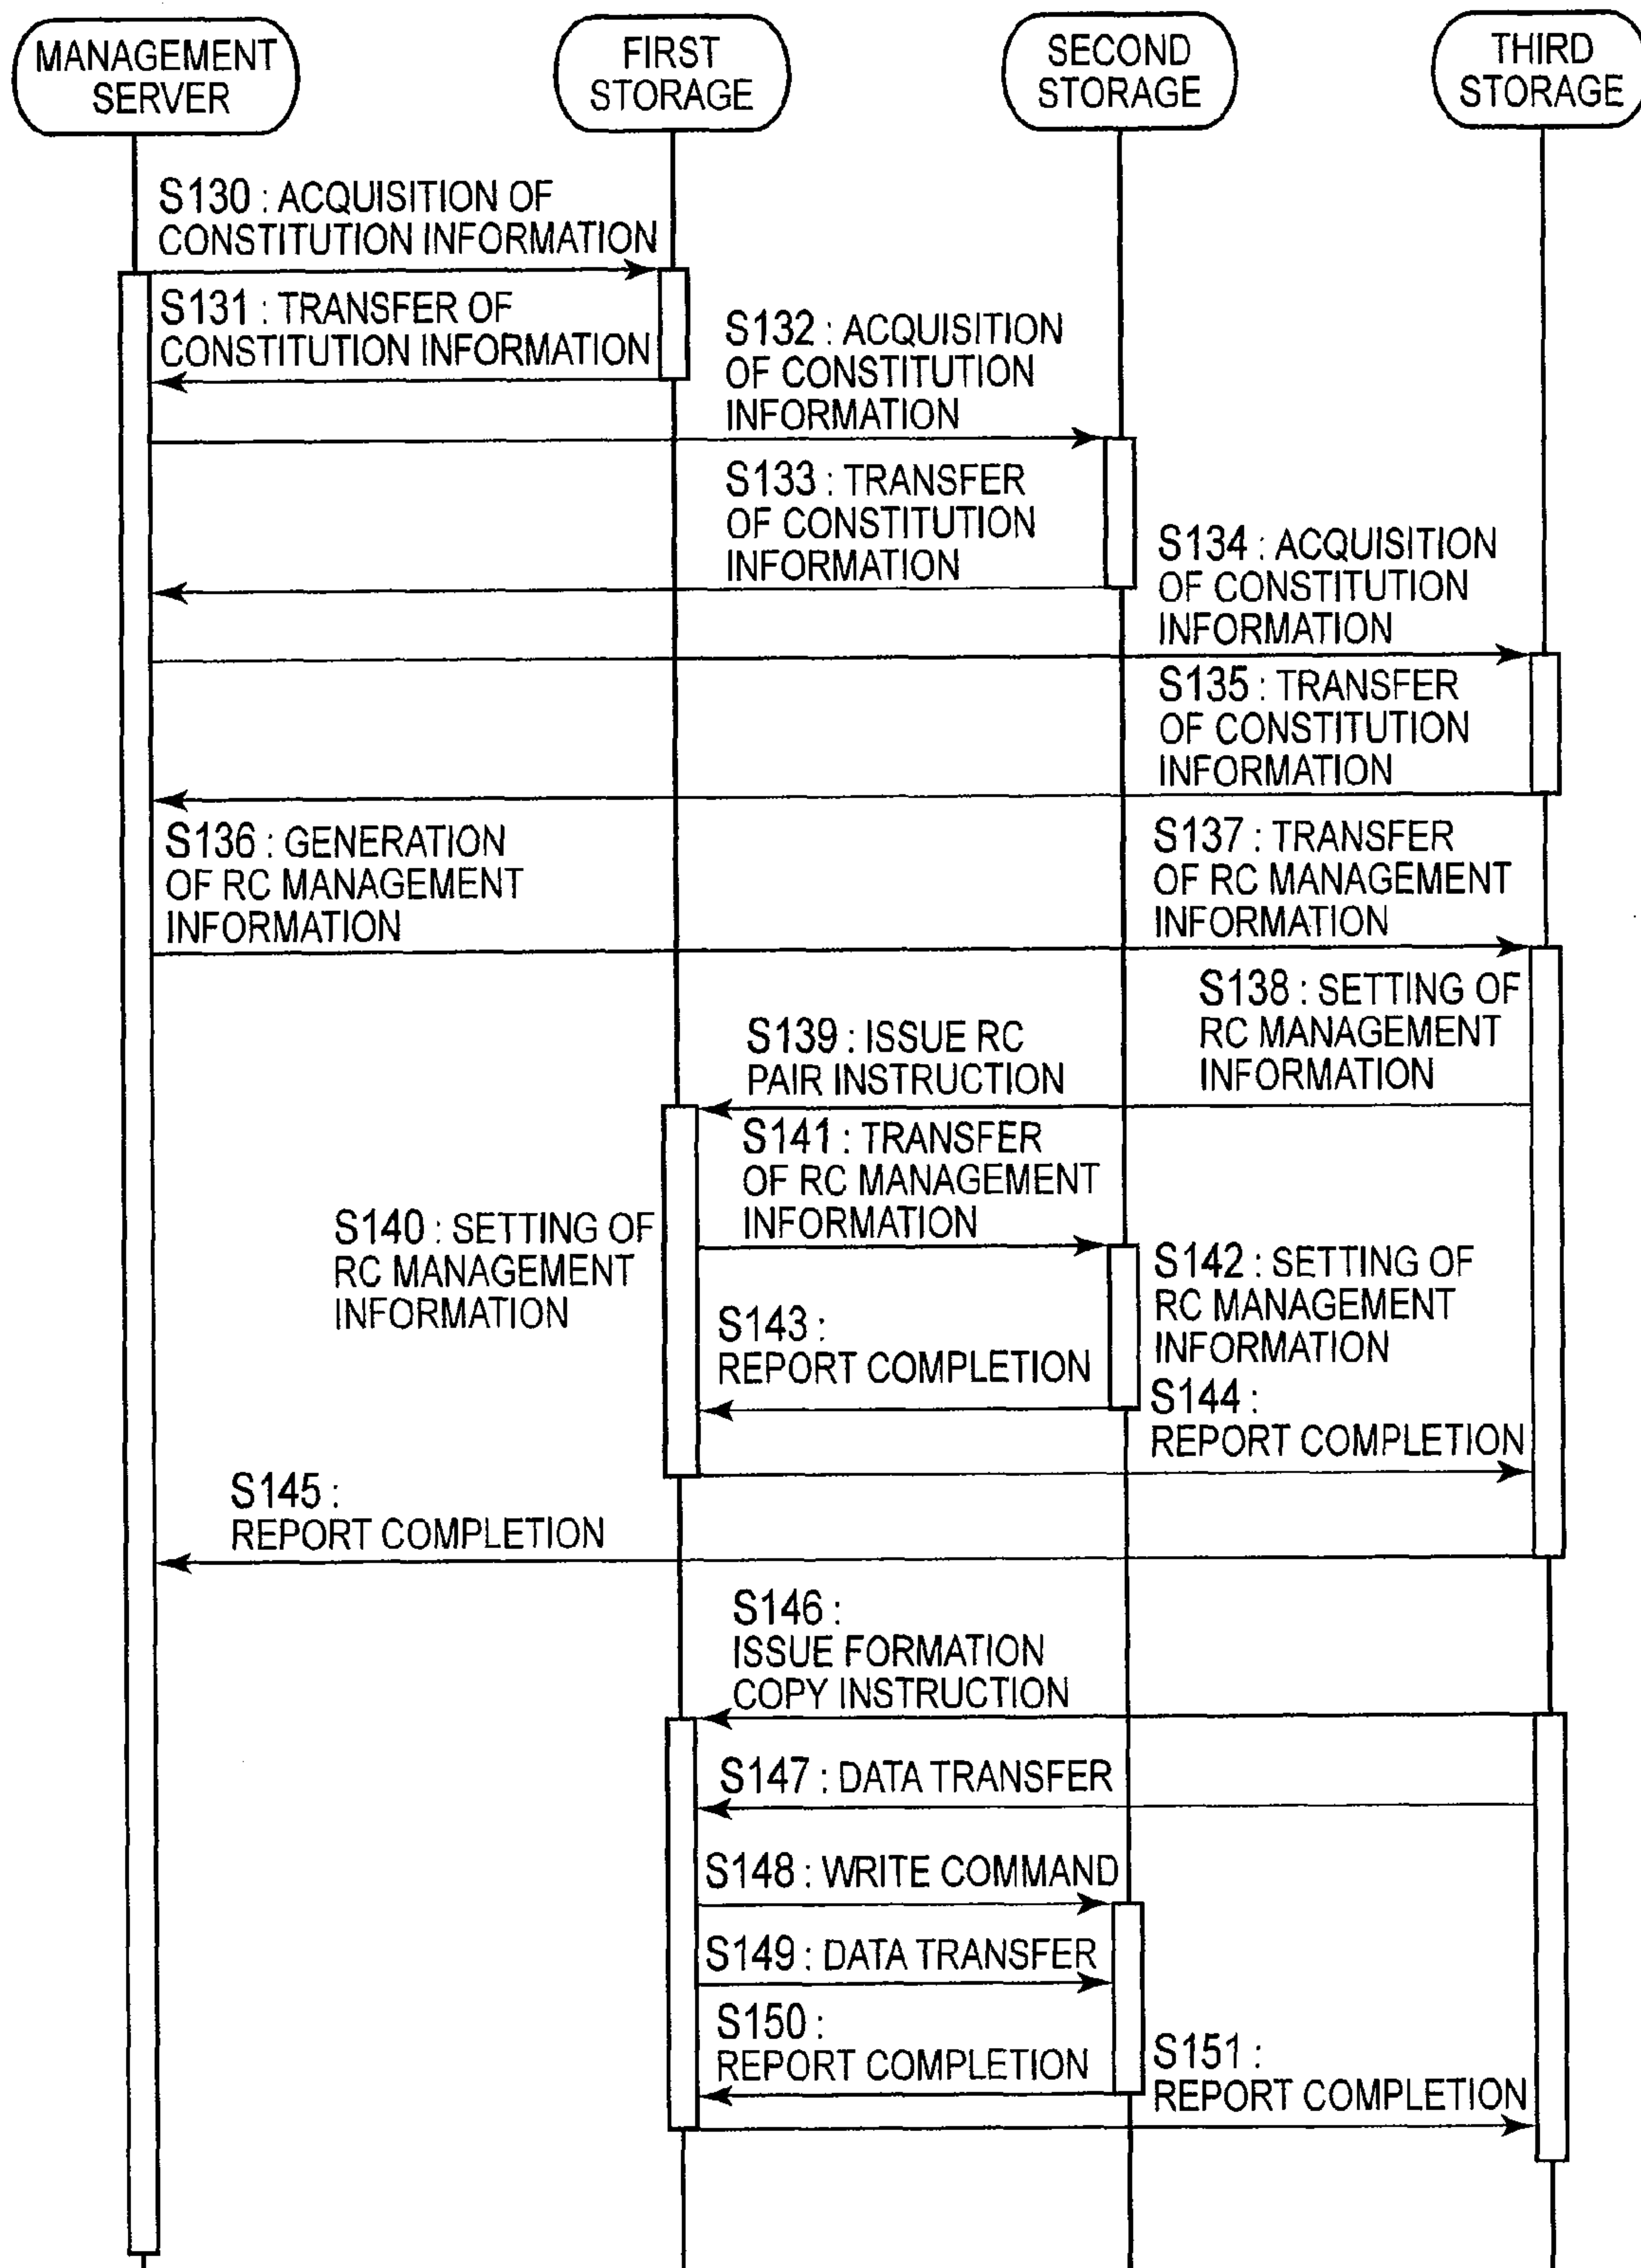 MANAGEMENT
SERVER
FIRST
STORAGE
SECOND
STORAGE
THIRD
STORAGE
S130 : ACQUISITION OF
CONSTITUTION INFORMATION
S131 : TRANSFER OF
CONSTITUTION INFORMATION
S132 : ACQUISITION
OF CONSTITUTION
INFORMATION
S133 : TRANSFER
OF CONSTITUTION
INFORMATION
S134 : ACQUISITION
OF CONSTITUTION
INFORMATION
S135 : TRANSFER
OF CONSTITUTION
INFORMATION
S136 : GENERATION
OF RC MANAGEMENT
INFORMATION
S137 : TRANSFER
OF RC MANAGEMENT
INFORMATION
S138 : SETTING OF
RC MANAGEMENT
INFORMATION
S139 : ISSUE RC
PAIR INSTRUCTION
S141 : TRANSFER
OF RC MANAGEMENT
INFORMATION
S140 : SETTING OF
RC MANAGEMENT
INFORMATION
S142 : SETTING OF
RC MANAGEMENT
INFORMATION
S143 :
REPORT COMPLETION
S144 :
REPORT COMPLETION
S145 :
REPORT COMPLETION
S146 :
ISSUE FORMATION
COPY INSTRUCTION
S147 : DATA TRANSFER
S148 : WRITE COMMAND
S149 : DATA TRANSFER
S150 :
REPORT COMPLETION
S151 :
REPORT COMPLETION